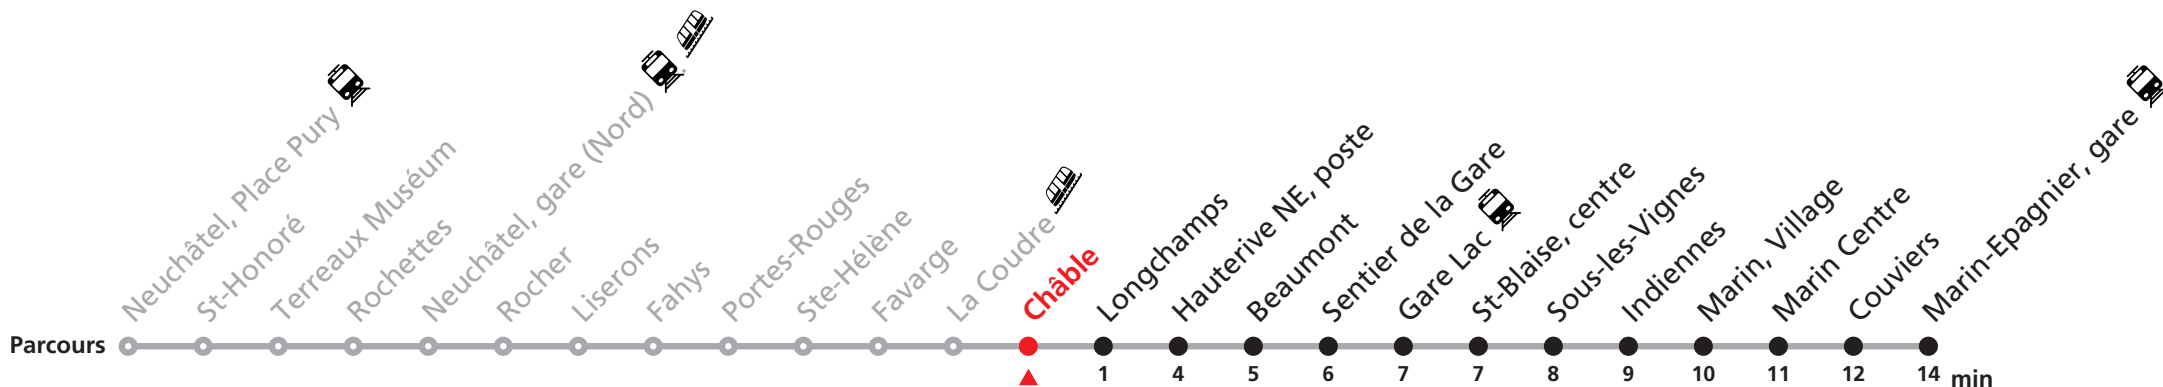 Neuchâtel, Place Pury
St-Honoré
Terreaux Muséum
Rochettes
Neuchâtel, gare (Nord)
Rocher
Liserons
Fahys
Portes-Rouges
Ste-Hélène
Favarge
La Coudre
Châble
Longchamps
Hauterive NE, poste
Beaumont
Sentier de la Gare
Gare Lac
St-Blaise, centre
Sous-les-Vignes
Indiennes
Marin, Village
Marin Centre
Couviers
Marin-Epagnier, gare
Parcours
1 4 5 6 7 7 8 9 10 11 12 14 min